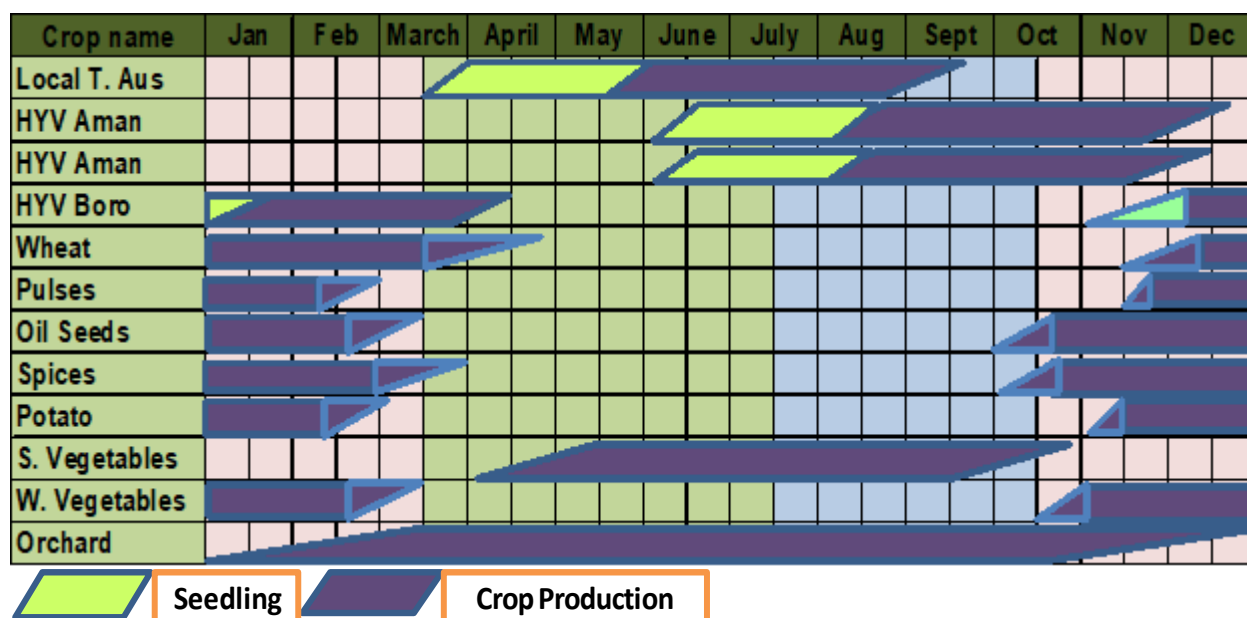 Crop name Jan Feb March April May June July Aug Sept Oct Nov Dec
Local T. Aus
HYV Aman
HYV Aman
HYV Boro
Wheat
Pulses
Oil Seeds
Spices
Potato
S. Vegetables
W. Vegetables
Orchard
Seedling Crop Production